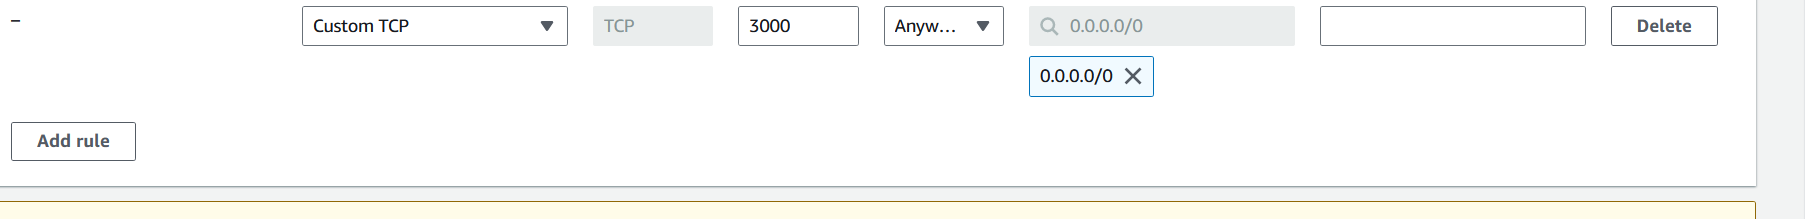 – Custom TCP TCP 3000 Anyw... 0.0.0.0/0 Delete
0.0.0.0/0
Add rule